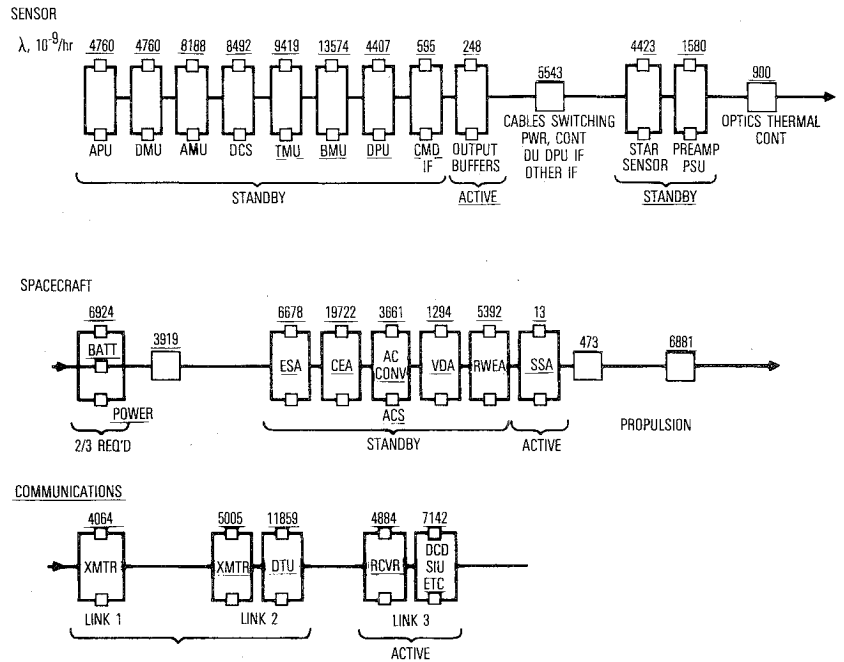 SENSOR
λ, 10⁻⁹/hr 4760 4760 8188 8492 9419 13574 4407 595 248 5543 4423 1580 900
APU DMU AMU DCS TMU BMU DPU CMD IF OUTPUT BUFFERS
CABLES SWITCHING
PWR, CONT
DU DPU IF
OTHER IF
STAR SENSOR PREAMP PSU
OPTICS THERMAL
CONT
STANDBY ACTIVE STANDBY
SPACECRAFT
6924 3919 6678 19722 3661 1294 5392 13 473 6881
BATT ESA CEA AC CONV VDA RWEA SSA
POWER ACS
2/3 REQ'D STANDBY ACTIVE PROPULSION
COMMUNICATIONS
4064 5005 11859 4884 7142
XMTR XMTR DTU RCVR DCD SIU ETC
LINK 1 LINK 2 LINK 3
ACTIVE